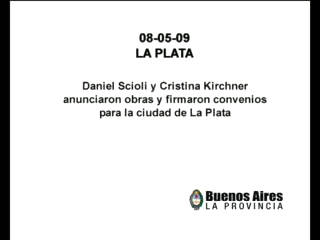 08-05-09
LA PLATA
Daniel Scioli y Cristina Kirchner
anunciaron obras y firmaron convenios
para la ciudad de La Plata
Buenos Aires
LA PROVINCIA